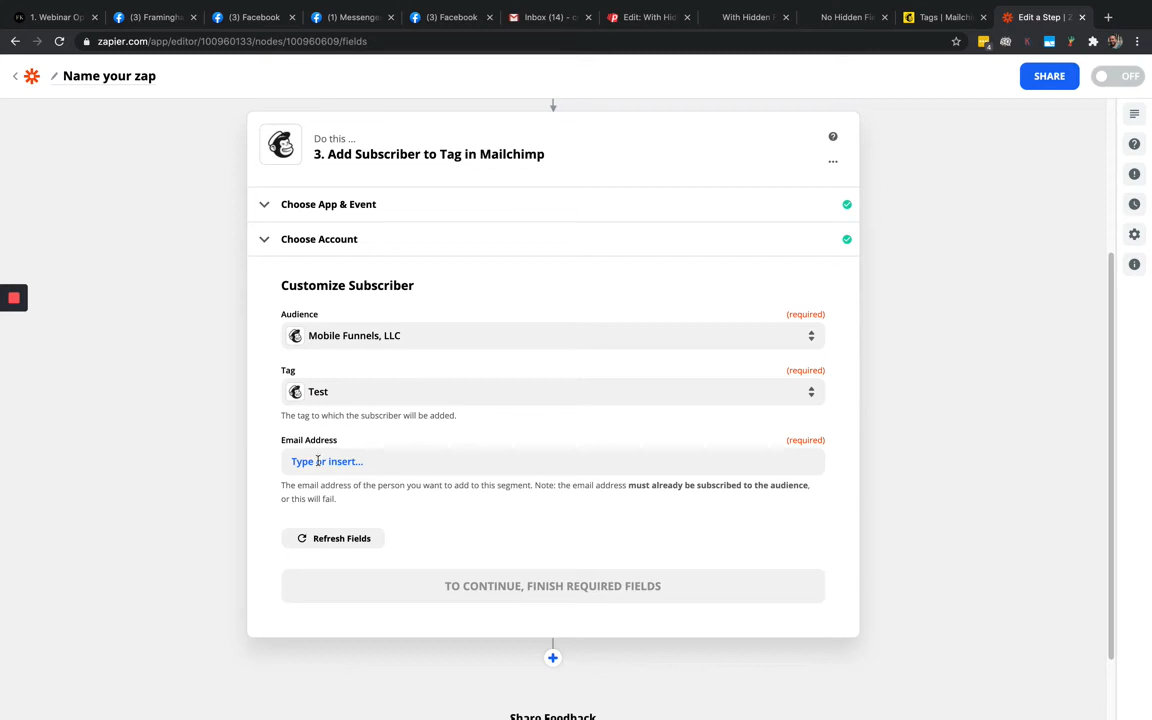 1. Webinar Op
(3) Framingha
(3) Facebook
(1) Messenge
(3) Facebook
Inbox (14) - c
Edit: With Hid
With Hidden F
No Hidden Fi
Tags | Mailchi
Edit a Step | Z
zapier.com/app/editor/100960133/nodes/100960609/fields
Name your zap
SHARE
OFF
Do this ...
3. Add Subscriber to Tag in Mailchimp
Choose App & Event
Choose Account
Customize Subscriber
Audience (required)
Mobile Funnels, LLC
Tag (required)
Test
The tag to which the subscriber will be added.
Email Address (required)
Type or insert...
The email address of the person you want to add to this segment. Note: the email address must already be subscribed to the audience,
or this will fail.
Refresh Fields
TO CONTINUE, FINISH REQUIRED FIELDS
Share Feedback